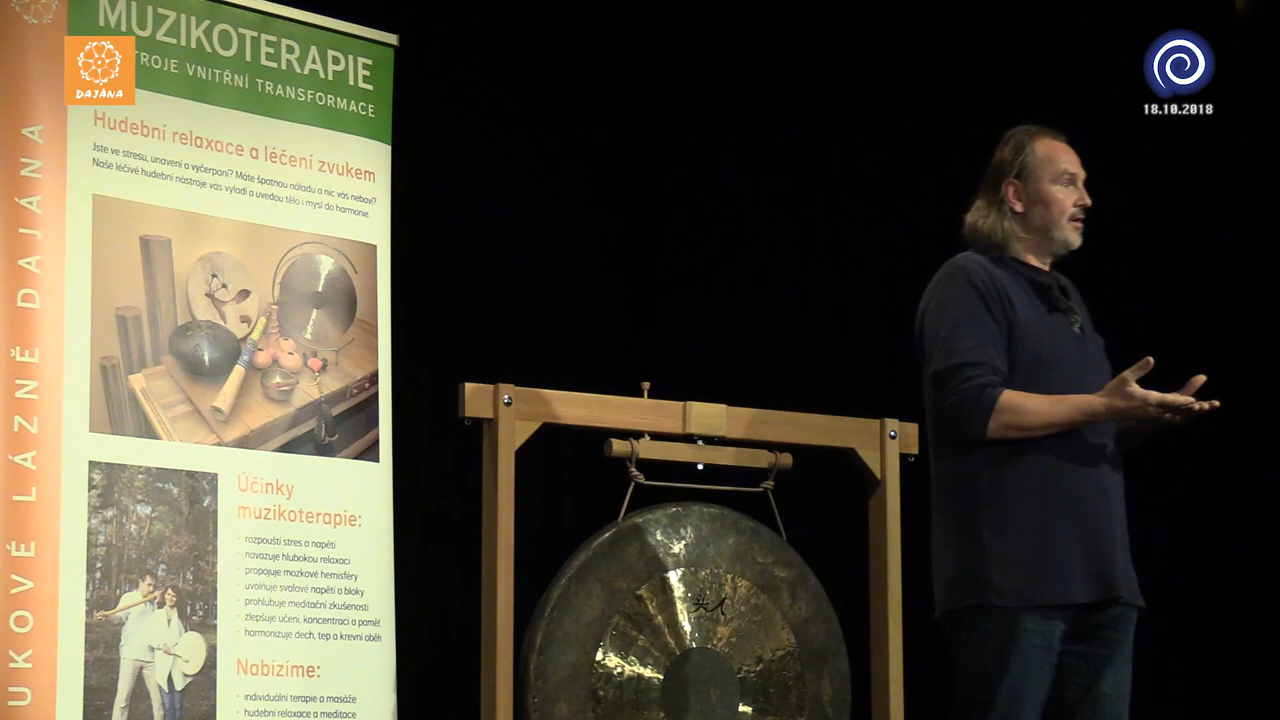 MUZIKOTERAPIE
TROJE VNITŘNÍ TRANSFORMACE
DAJÁNA
18.10.2018
UKOVÉ LÁZNĚ DAJÁNA
Hudební relaxace a léčení zvukem
Jste ve stresu, unavení a vyčerpaní? Máte špatnou náladu a nic vás nebaví?
Naše léčivé hudební nástroje vás vyladí a uvedou tělo i mysl do harmonie.
Účinky
muzikoterapie:
· rozpouští stres a napětí
· navozuje hlubokou relaxaci
· propojuje mozkové hemisféry
· uvolňuje svalové napětí a bloky
· prohlubuje meditační zkušenosti
· zlepšuje učení, koncentraci a paměť
· harmonizuje dech, tep a krevní oběh
Nabízíme:
· individuální terapie a masáže
· hudební relaxace a meditace